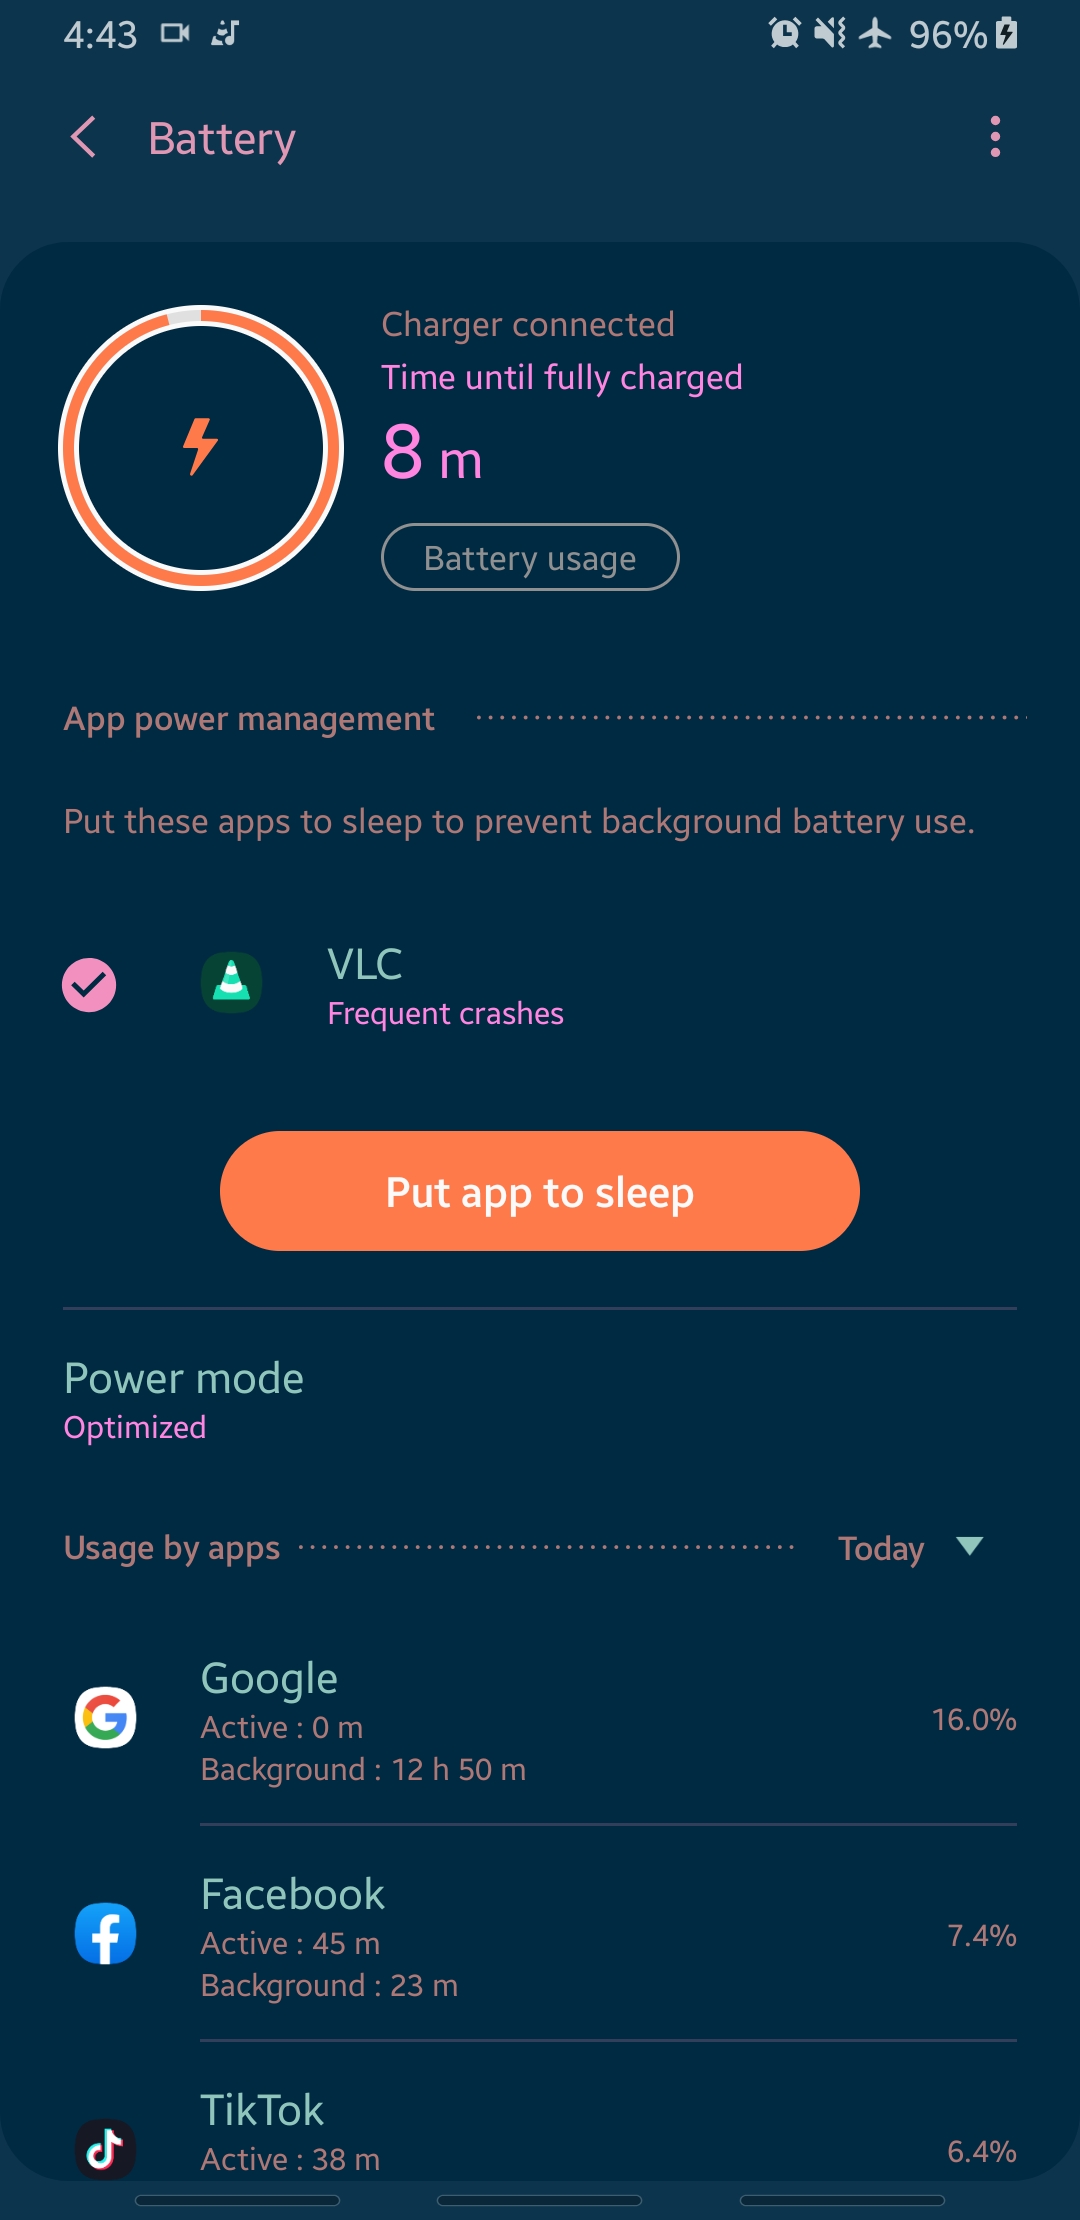 4:43 96%
Battery
Charger connected
Time until fully charged
8 m
Battery usage
App power management
Put these apps to sleep to prevent background battery use.
VLC
Frequent crashes
Put app to sleep
Power mode
Optimized
Usage by apps Today
Google
Active : 0 m
Background : 12 h 50 m
16.0%
Facebook
Active : 45 m
Background : 23 m
7.4%
TikTok
Active : 38 m
6.4%